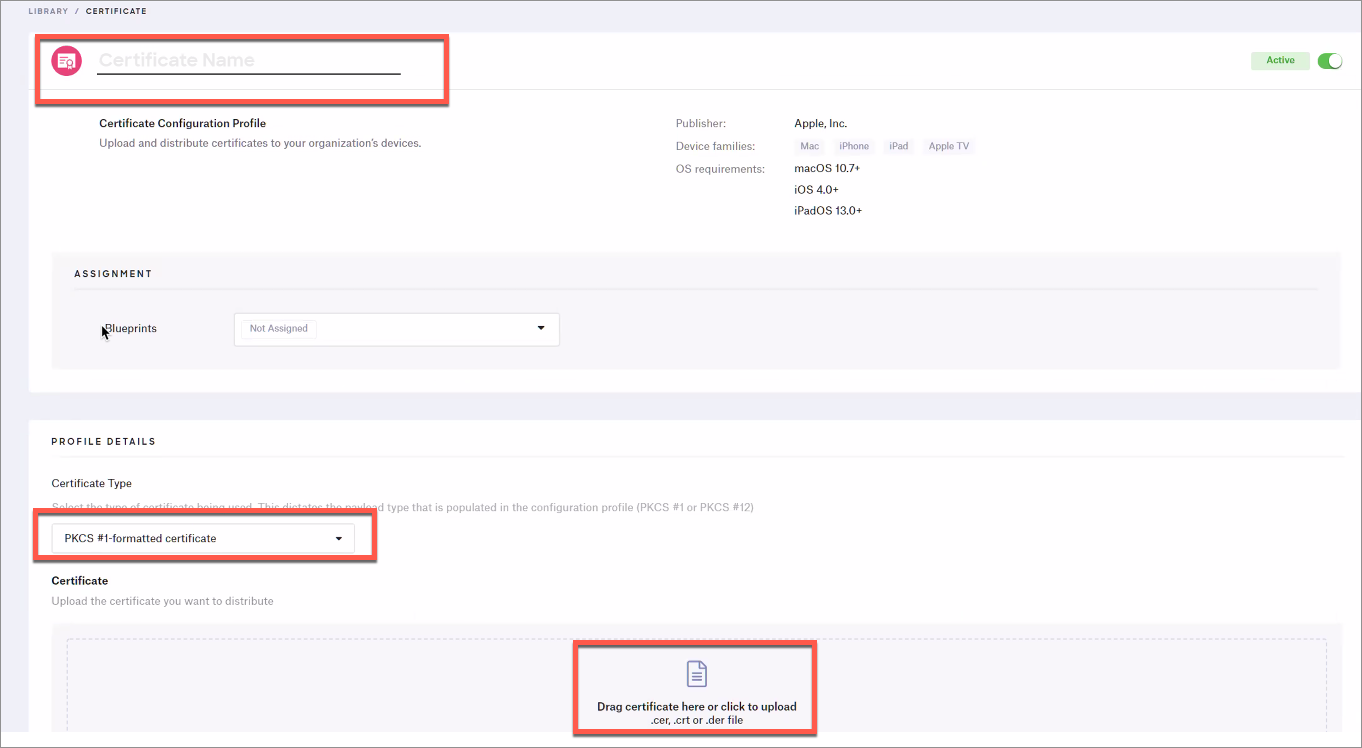 LIBRARY / CERTIFICATE
Certificate Name
Active
Certificate Configuration Profile
Upload and distribute certificates to your organization's devices.
Publisher: Apple, Inc.
Device families: Mac iPhone iPad Apple TV
OS requirements: macOS 10.7+
iOS 4.0+
iPadOS 13.0+
ASSIGNMENT
Blueprints Not Assigned
PROFILE DETAILS
Certificate Type
Select the type of certificate being used. This dictates the payload type that is populated in the configuration profile (PKCS #1 or PKCS #12)
PKCS #1-formatted certificate
Certificate
Upload the certificate you want to distribute
Drag certificate here or click to upload
.cer, .crt or .der file